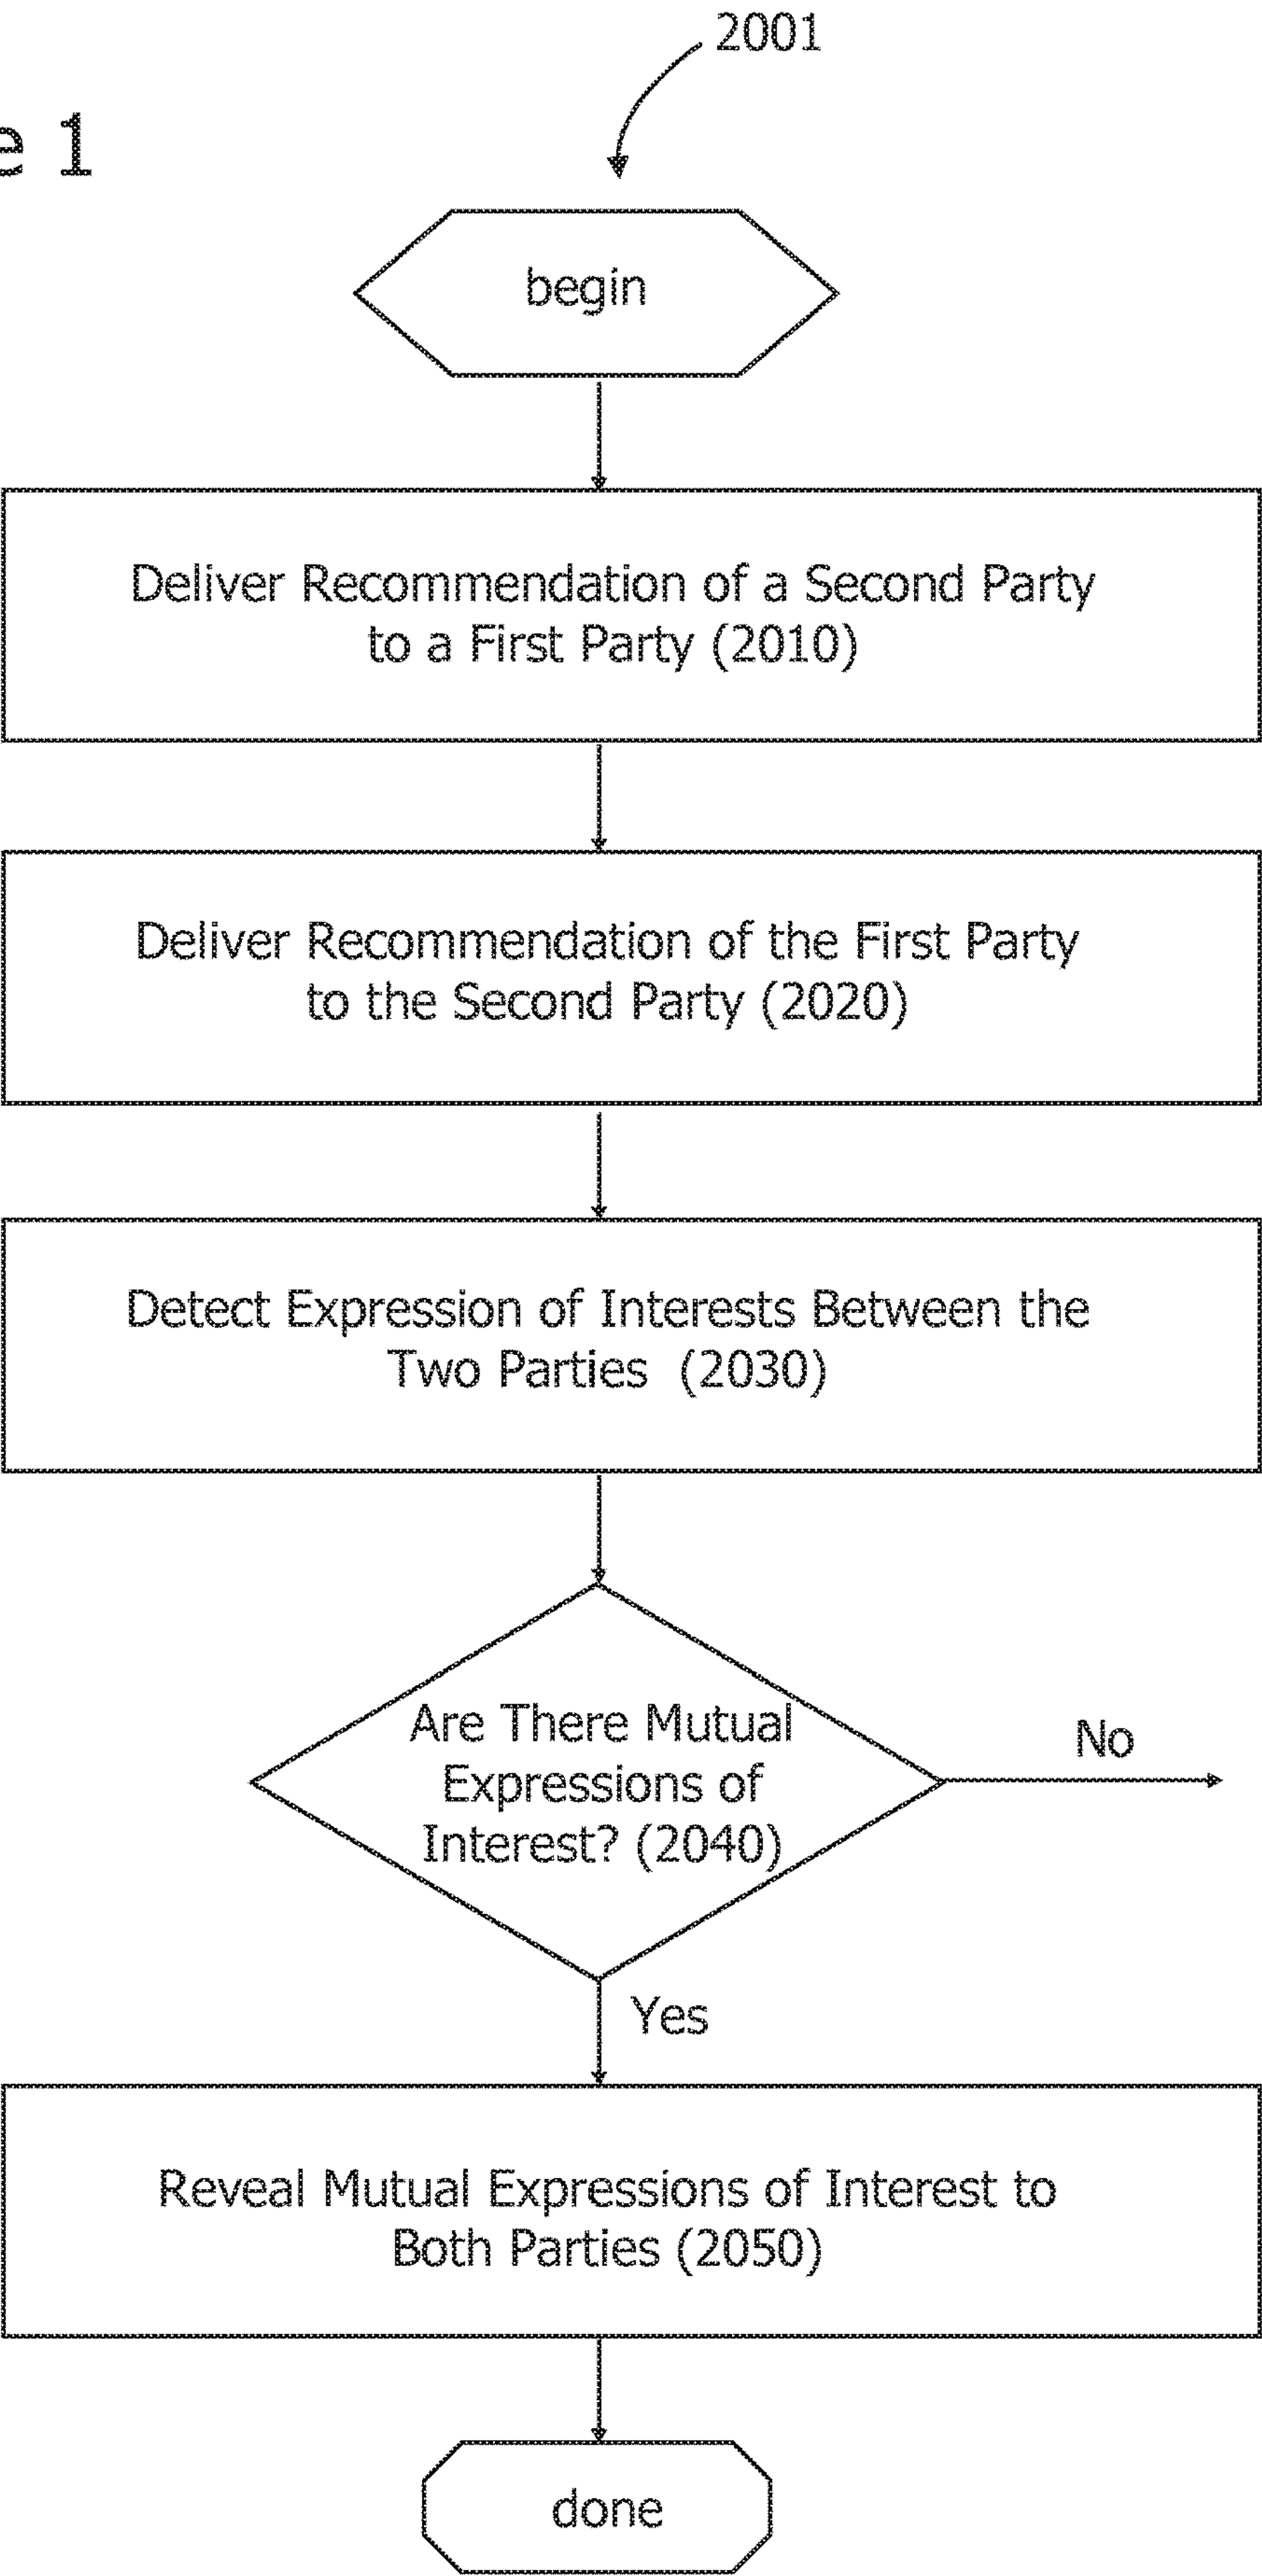 2001
e 1
begin
Deliver Recommendation of a Second Party
to a First Party (2010)
Deliver Recommendation of the First Party
to the Second Party (2020)
Detect Expression of Interests Between the
Two Parties (2030)
Are There Mutual
Expressions of
Interest? (2040)
No
Yes
Reveal Mutual Expressions of Interest to
Both Parties (2050)
done